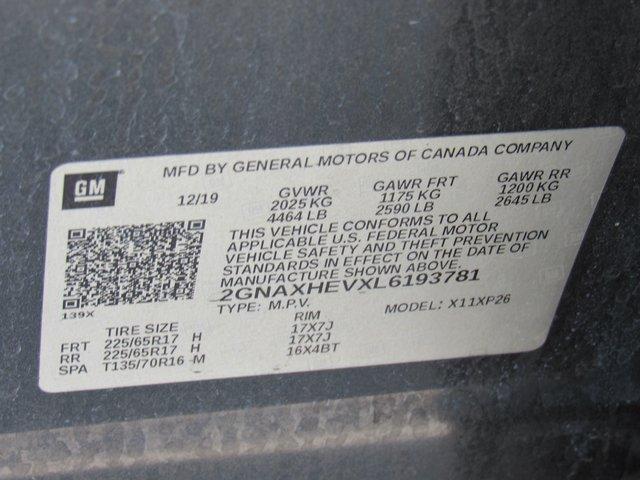 MFD BY GENERAL MOTORS OF CANADA COMPANY
GM
12/19 GVWR GAWR FRT GAWR RR
2025 KG 1175 KG 1200 KG
4464 LB 2590 LB 2645 LB
THIS VEHICLE CONFORMS TO ALL
APPLICABLE U.S. FEDERAL MOTOR
VEHICLE SAFETY AND THEFT PREVENTION
STANDARDS IN EFFECT ON THE DATE OF
MANUFACTURE SHOWN ABOVE.
2GNAXHEVXL6193781
139X
TYPE: M.P.V. MODEL: X11XP26
TIRE SIZE RIM
FRT 225/65R17 H 17X7J
RR 225/65R17 H 17X7J
SPA T135/70R16 M 16X4BT